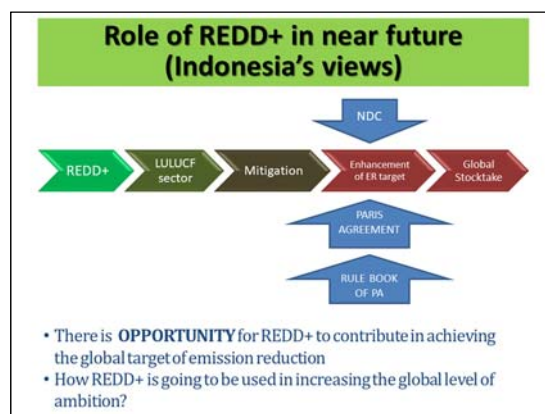 Role of REDD+ in near future
(Indonesia's views)
NDC
REDD+
LULUCF
sector
Mitigation
Enhancement
of ER target
Global
Stocktake
PARIS
AGREEMENT
RULE BOOK
OF PA
• There is OPPORTUNITY for REDD+ to contribute in achieving
the global target of emission reduction
• How REDD+ is going to be used in increasing the global level of
ambition?